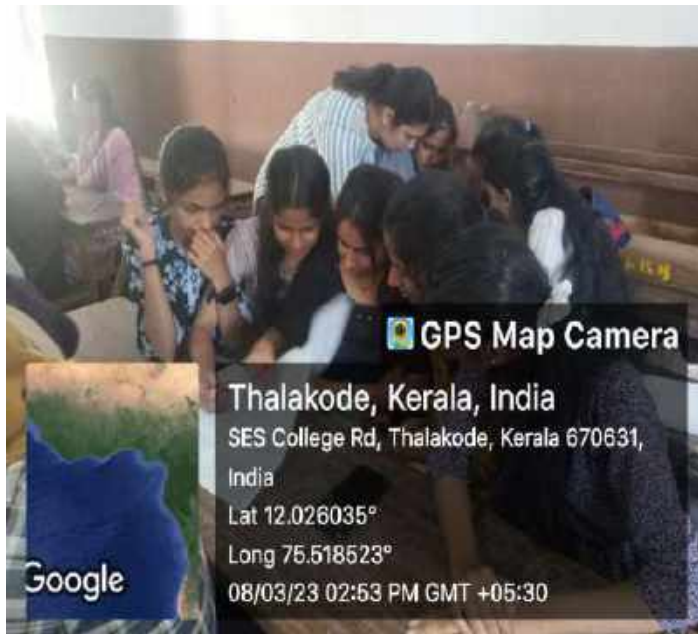 GPS Map Camera
Thalakode, Kerala, India
SES College Rd, Thalakode, Kerala 670631,
India
Lat 12.026035°
Long 75.518523°
08/03/23 02:53 PM GMT +05:30
Google